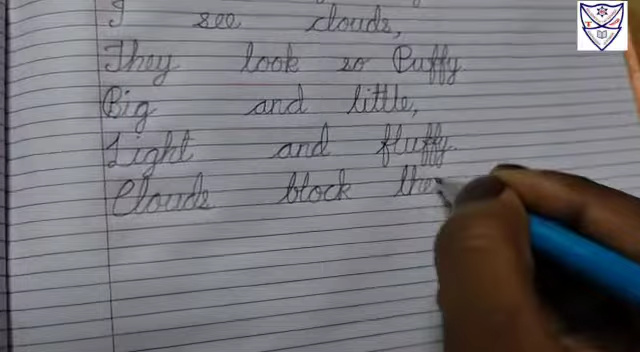 I see clouds,
They look so Puffy
Big and little,
Light and fluffy.
Clouds block the